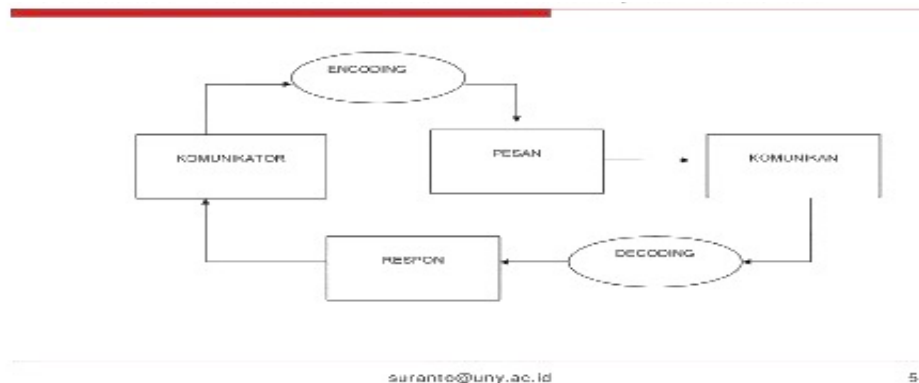 ENCODING
KOMUNIKATOR
PESAN
KOMUNIKAN
RESPON
DECODING
suranto@uny.ac.id
5